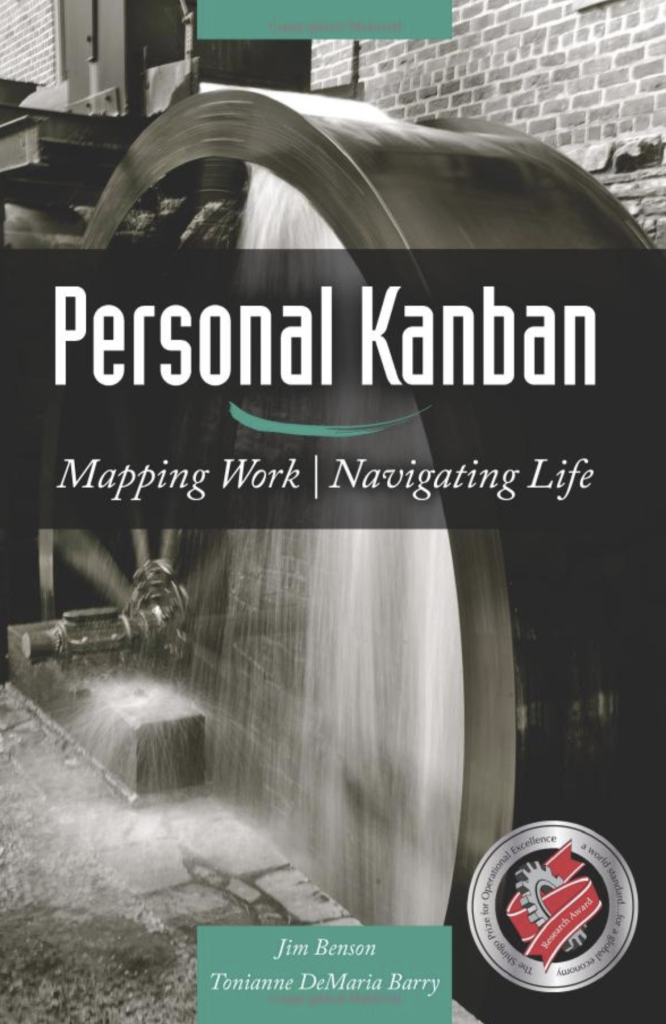 Personal Kanban
Mapping Work | Navigating Life
Jim Benson
Tonianne DeMaria Barry
The Shingo Prize for Operational Excellence
a world standard...for a global economy
Research Award